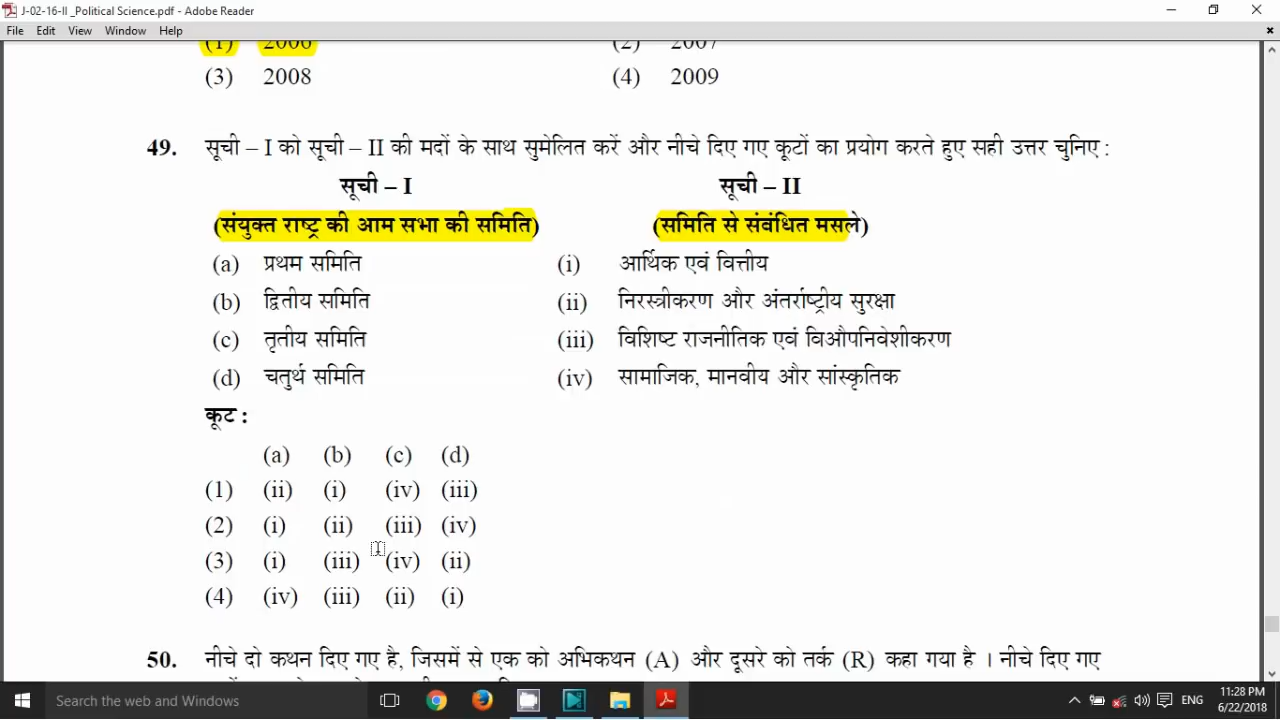 J-02-16-II _Political Science.pdf - Adobe Reader
File Edit View Window Help
(1) 2006 (2) 2007
(3) 2008 (4) 2009
49. सूची – I को सूची – II की मदों के साथ सुमेलित करें और नीचे दिए गए कूटों का प्रयोग करते हुए सही उत्तर चुनिए :
सूची – I सूची – II
(संयुक्त राष्ट्र की आम सभा की समिति) (समिति से संबंधित मसले)
(a) प्रथम समिति (i) आर्थिक एवं वित्तीय
(b) द्वितीय समिति (ii) निरस्त्रीकरण और अंतर्राष्ट्रीय सुरक्षा
(c) तृतीय समिति (iii) विशिष्ट राजनीतिक एवं विऔपनिवेशीकरण
(d) चतुर्थ समिति (iv) सामाजिक, मानवीय और सांस्कृतिक
कूट :
(a) (b) (c) (d)
(1) (ii) (i) (iv) (iii)
(2) (i) (ii) (iii) (iv)
(3) (i) (iii) (iv) (ii)
(4) (iv) (iii) (ii) (i)
50. नीचे दो कथन दिए गए है, जिसमें से एक को अभिकथन (A) और दूसरे को तर्क (R) कहा गया है । नीचे दिए गए
Search the web and Windows
ENG
11:28 PM
6/22/2018